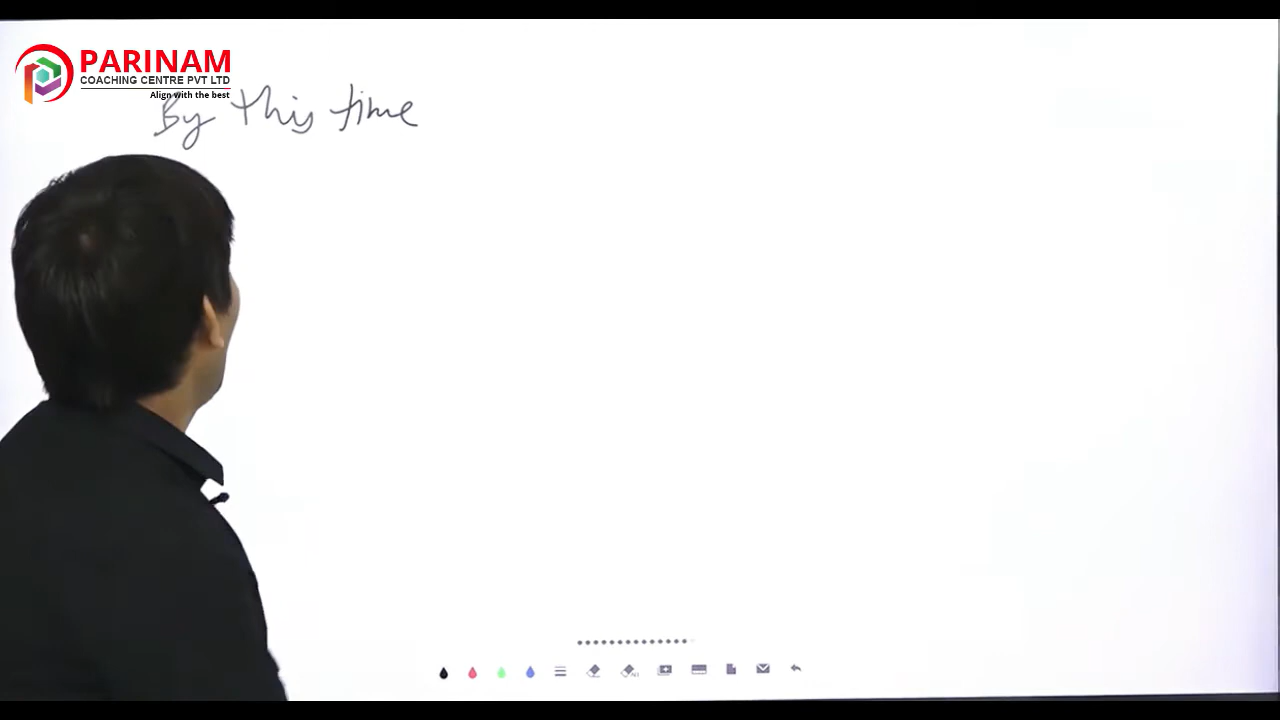 PARINAM
COACHING CENTRE PVT LTD
Align with the best
By This time